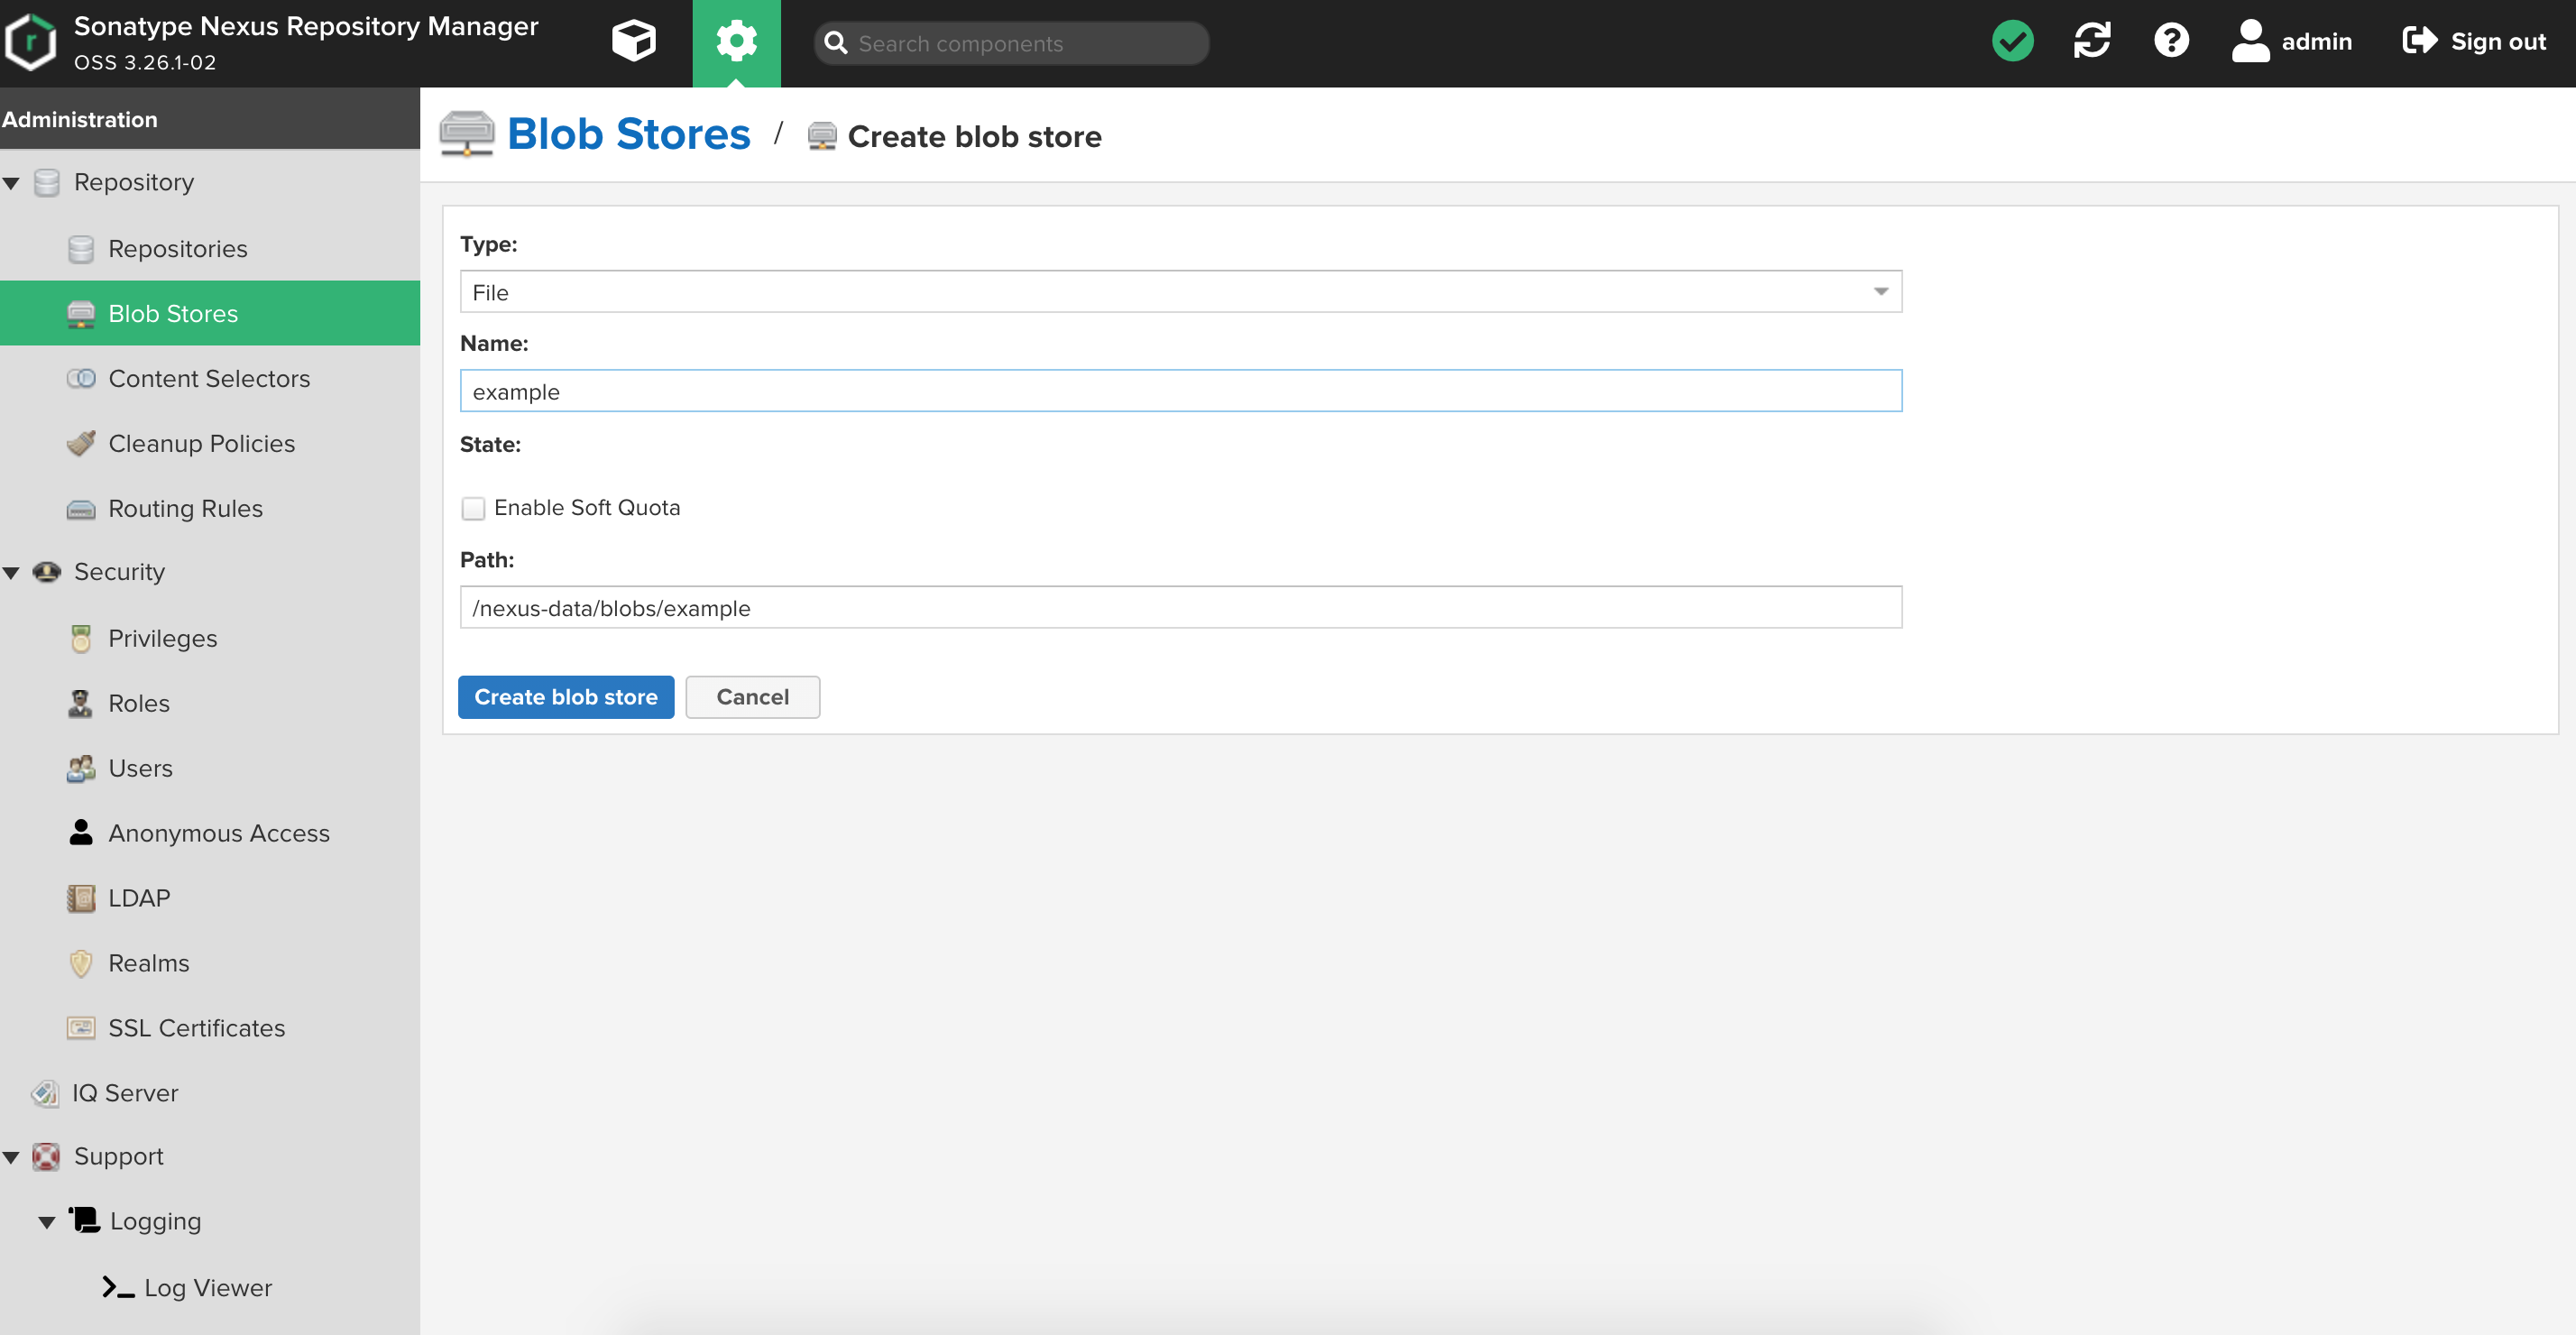 Sonatype Nexus Repository Manager
OSS 3.26.1-02
Search components
admin
Sign out
Administration
Repository
Repositories
Blob Stores
Content Selectors
Cleanup Policies
Routing Rules
Security
Privileges
Roles
Users
Anonymous Access
LDAP
Realms
SSL Certificates
IQ Server
Support
Logging
Log Viewer
Blob Stores / Create blob store
Type:
File
Name:
example
State:
Enable Soft Quota
Path:
/nexus-data/blobs/example
Create blob store
Cancel